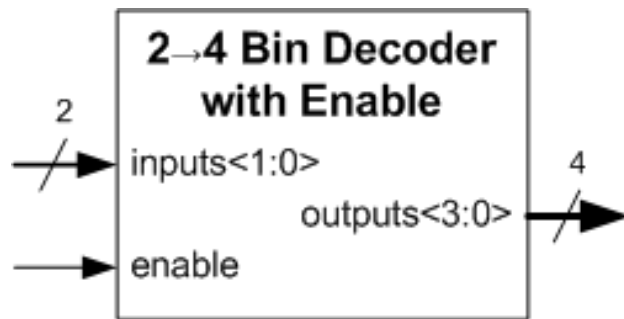 2→4 Bin Decoder
with Enable
2
inputs<1:0>
4
outputs<3:0>
enable